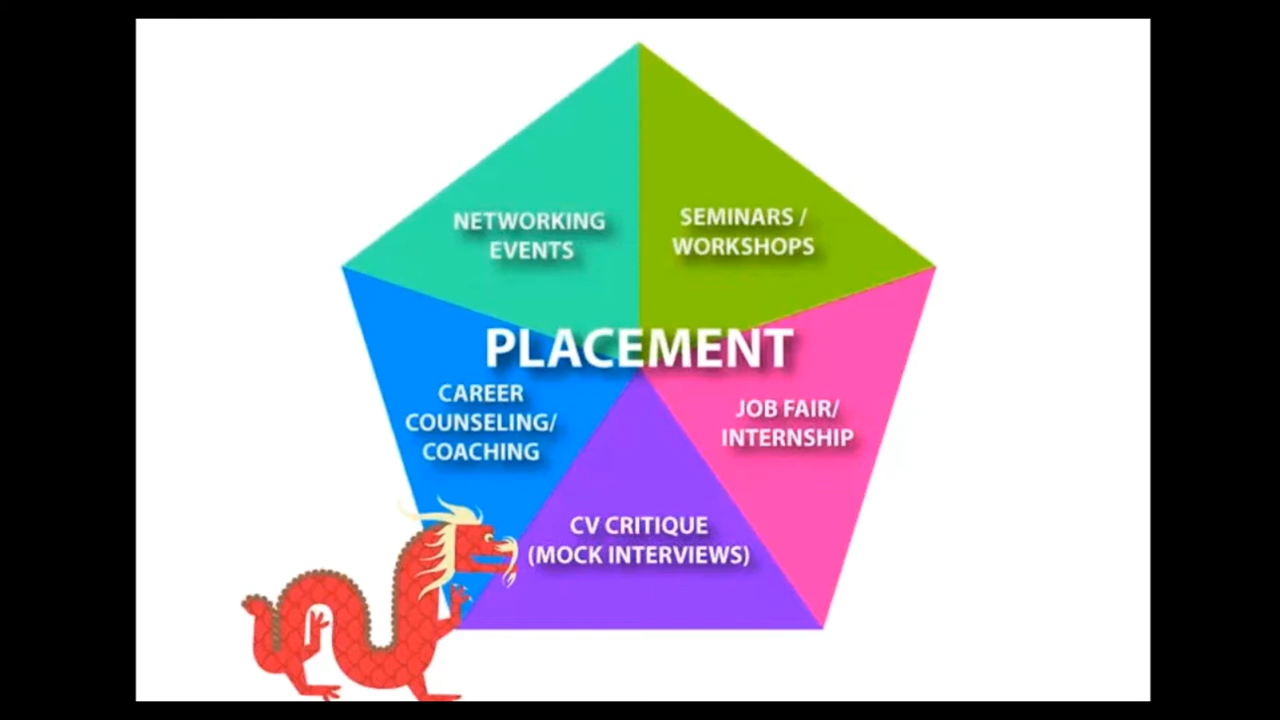 NETWORKING
EVENTS
SEMINARS /
WORKSHOPS
PLACEMENT
CAREER
COUNSELING/
COACHING
JOB FAIR/
INTERNSHIP
CV CRITIQUE
(MOCK INTERVIEWS)